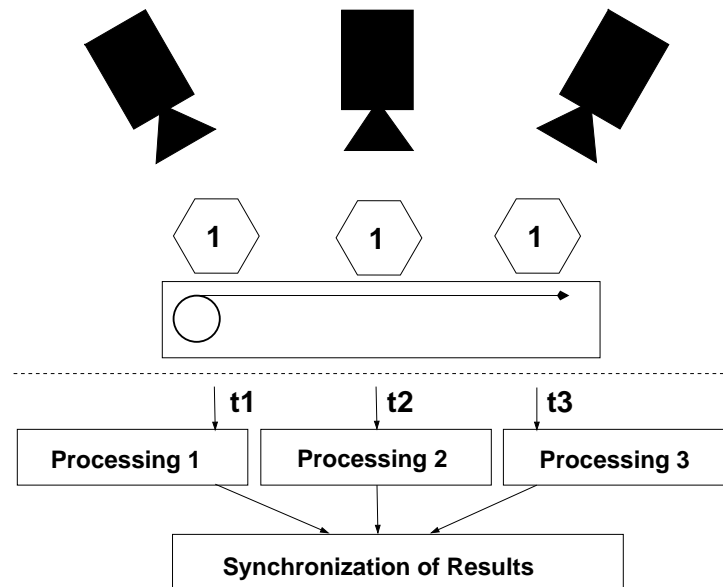 1 1 1
t1 t2 t3
Processing 1 Processing 2 Processing 3
Synchronization of Results